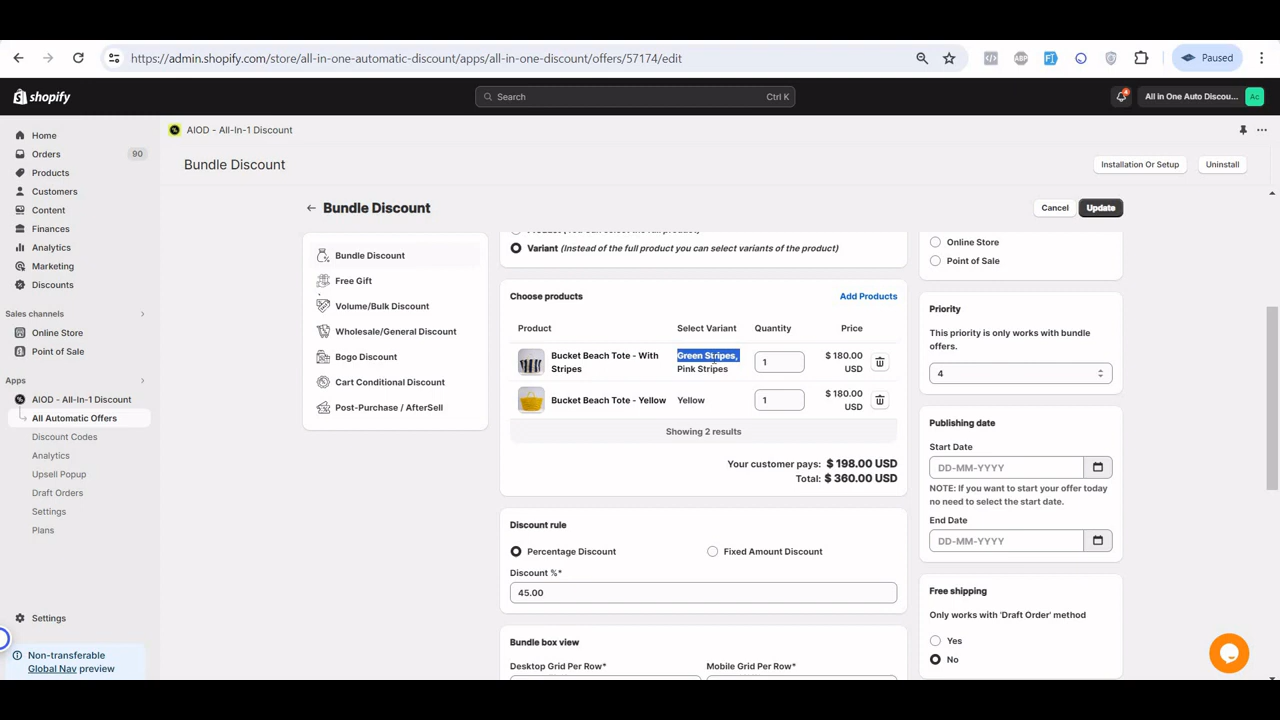 https://admin.shopify.com/store/all-in-one-automatic-discount/apps/all-in-one-discount/offers/57174/edit
ABP
Paused
shopify
Search
Ctrl K
All in One Auto Discou...
Ac
Home
Orders
90
Products
Customers
Content
Finances
Analytics
Marketing
Discounts
Sales channels
Online Store
Point of Sale
Apps
AIOD - All-In-1 Discount
All Automatic Offers
Discount Codes
Analytics
Upsell Popup
Draft Orders
Settings
Plans
Settings
Non-transferable
Global Nav preview
AIOD - All-In-1 Discount
Bundle Discount
Installation Or Setup
Uninstall
Bundle Discount
Cancel
Update
Bundle Discount
Free Gift
Volume/Bulk Discount
Wholesale/General Discount
Bogo Discount
Cart Conditional Discount
Post-Purchase / AfterSell
Variant (Instead of the full product you can select variants of the product)
Choose products
Add Products
Product
Select Variant
Quantity
Price
Bucket Beach Tote - With
Stripes
Green Stripes,
Pink Stripes
1
$ 180.00
USD
Bucket Beach Tote - Yellow
Yellow
1
$ 180.00
USD
Showing 2 results
Your customer pays: $ 198.00 USD
Total: $ 360.00 USD
Discount rule
Percentage Discount
Fixed Amount Discount
Discount %*
45.00
Bundle box view
Desktop Grid Per Row*
Mobile Grid Per Row*
Online Store
Point of Sale
Priority
This priority is only works with bundle
offers.
4
Publishing date
Start Date
DD-MM-YYYY
NOTE: If you want to start your offer today
no need to select the start date.
End Date
DD-MM-YYYY
Free shipping
Only works with 'Draft Order' method
Yes
No